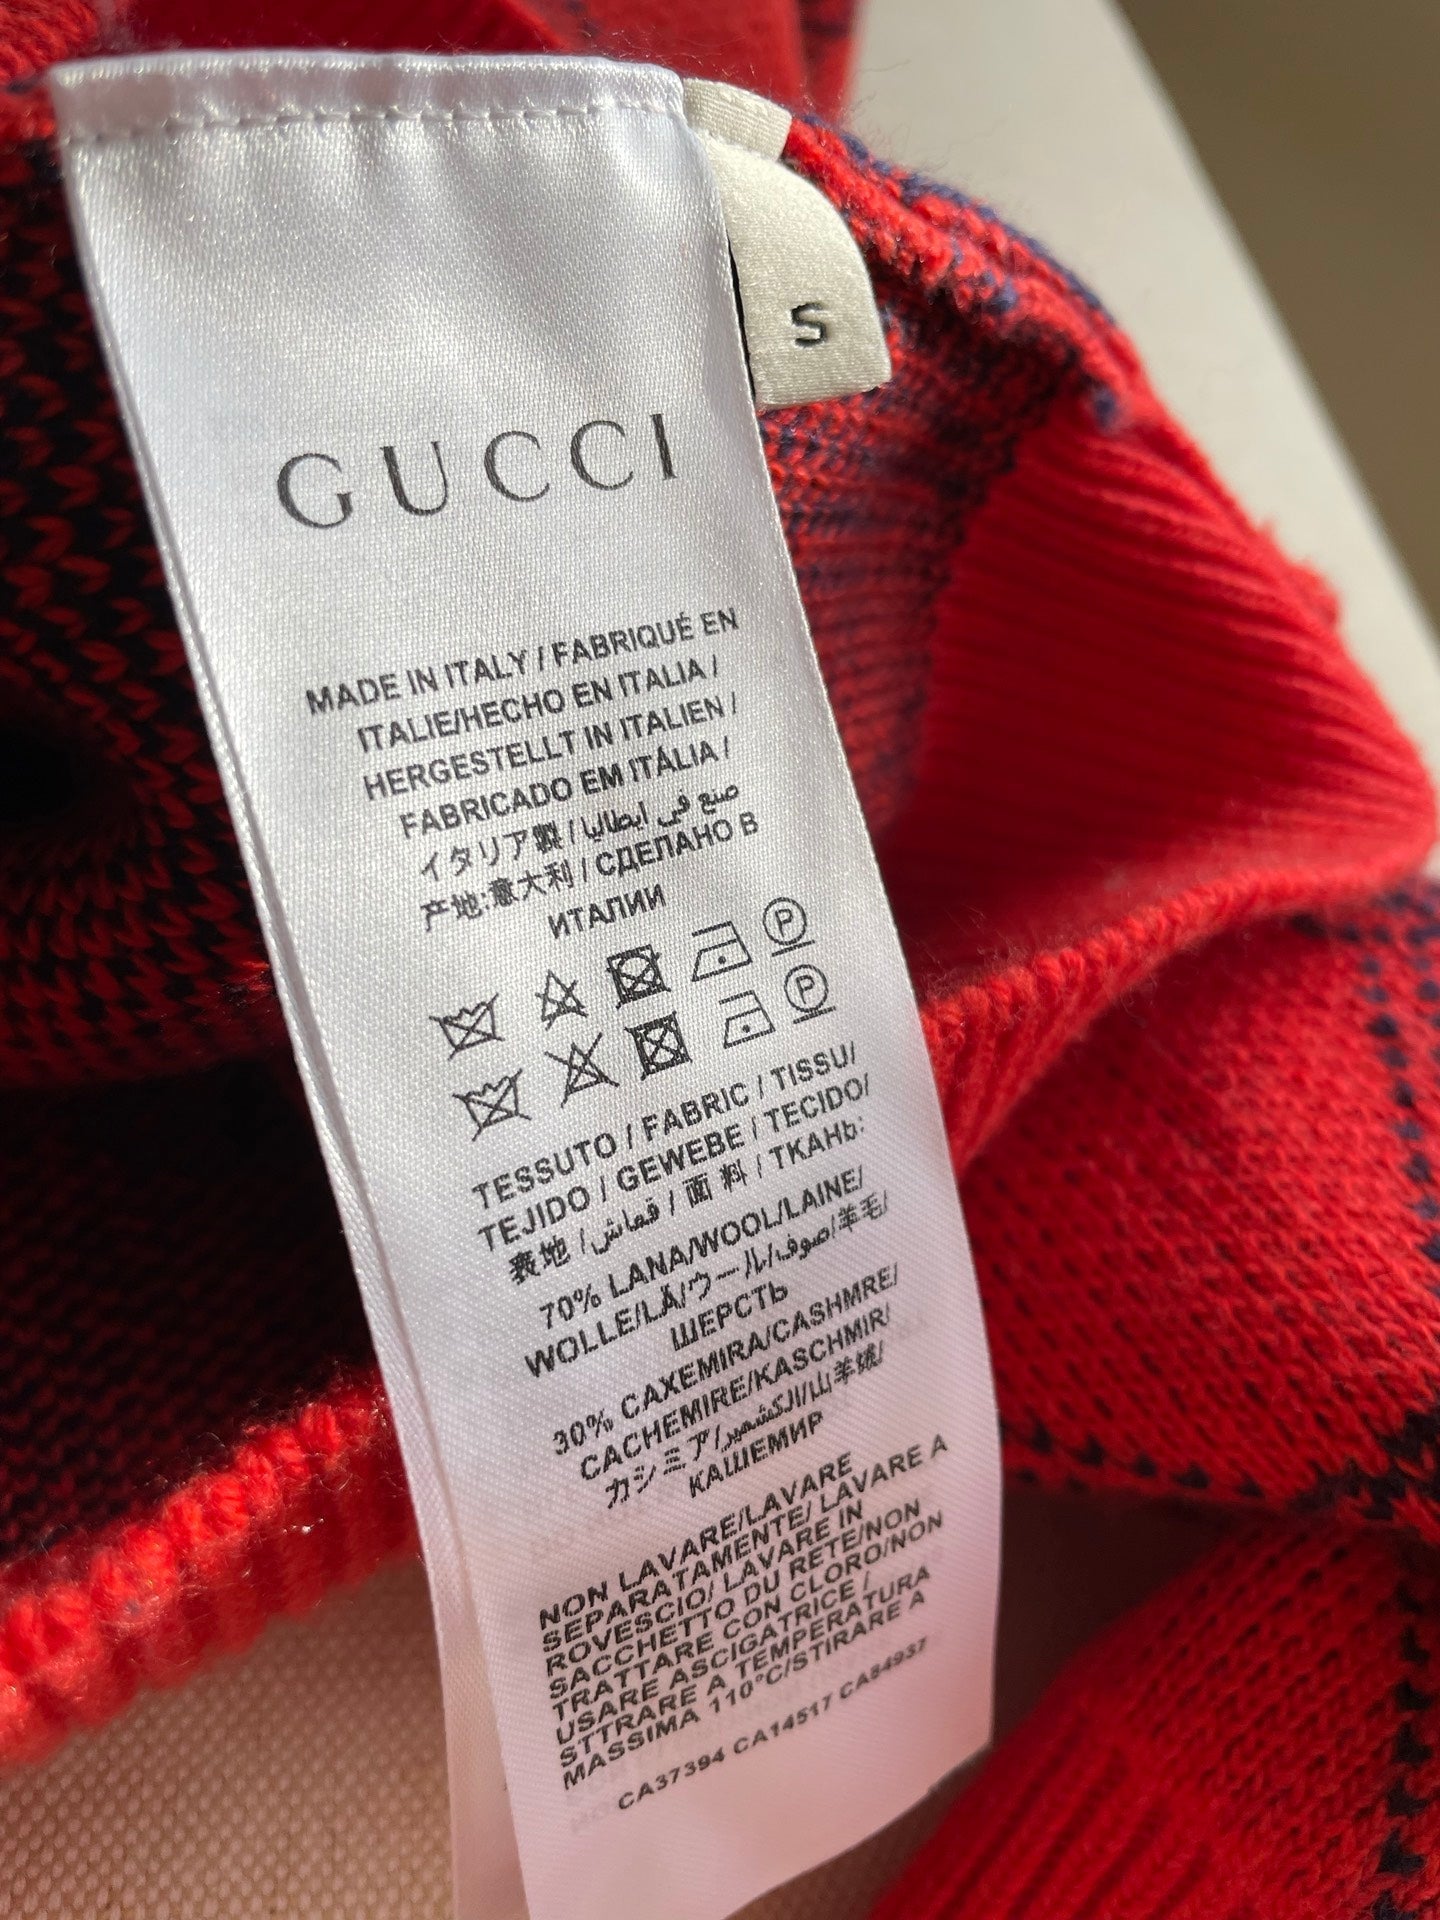 S
GUCCI
MADE IN ITALY / FABRIQUÉ EN
ITALIE/HECHO EN ITALIA /
HERGESTELLT IN ITALIEN /
FABRICADO EM ITÁLIA /
イタリア製 / صنع في ايطاليا
产地:意大利 / СДЕЛАНО В
ИТАЛИИ
P
P
TESSUTO / FABRIC / TISSU/
TEJIDO / GEWEBE / TECIDO/
表地 / قماش / 面 料 / ТКАНЬ:
70% LANA/WOOL/LAINE/
WOLLE/LÃ/ウール/صوف/羊毛/
ШЕРСТЬ
30% CAXEMIRA/CASHMRE/
CACHEMIRE/KASCHMIR/
カシミア/الكشمير/山羊绒/
КАШЕМИР
NON LAVARE/LAVARE
SEPARATAMENTE/ LAVARE A
ROVESCIO/ LAVARE IN
SACCHETTO DU RETE/NON
TRATTARE CON CLORO/NON
USARE ASCIGATRICE /
STTRARE A TEMPERATURA
MASSIMA 110°C/STIRARE A
CA37394 CA14517 CA84937